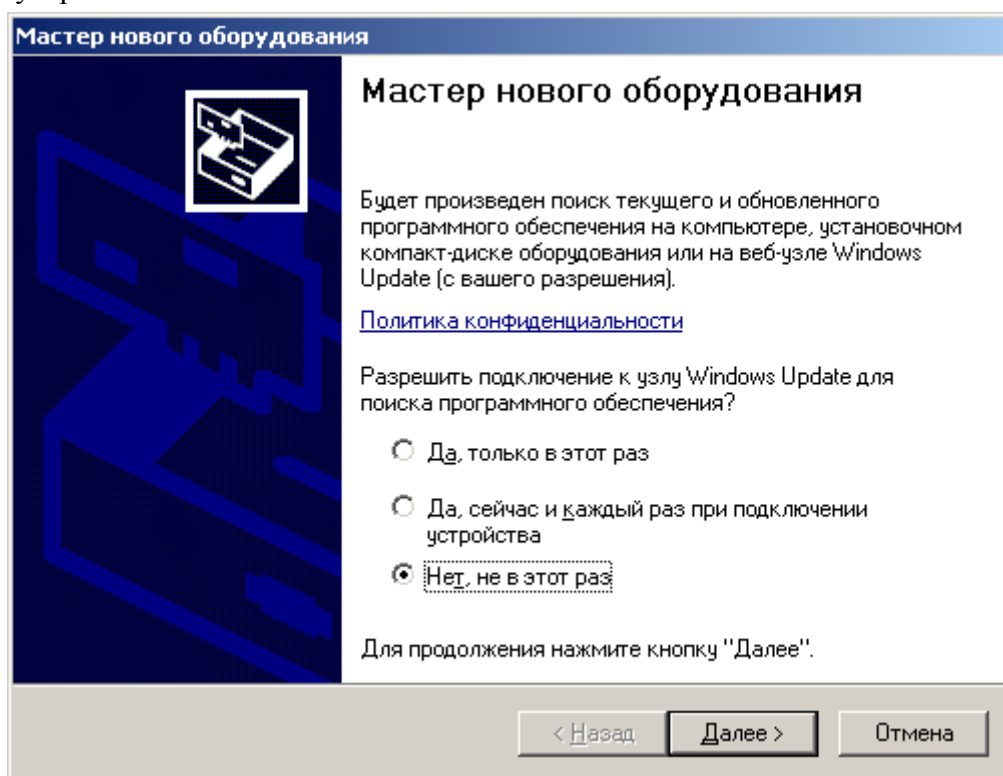 Мастер нового оборудования
Мастер нового оборудования
Будет произведен поиск текущего и обновленного
программного обеспечения на компьютере, установочном
компакт-диске оборудования или на веб-узле Windows
Update (с вашего разрешения).
Политика конфиденциальности
Разрешить подключение к узлу Windows Update для
поиска программного обеспечения?
Да, только в этот раз
Да, сейчас и каждый раз при подключении
устройства
Нет, не в этот раз
Для продолжения нажмите кнопку "Далее".
< Назад Далее > Отмена